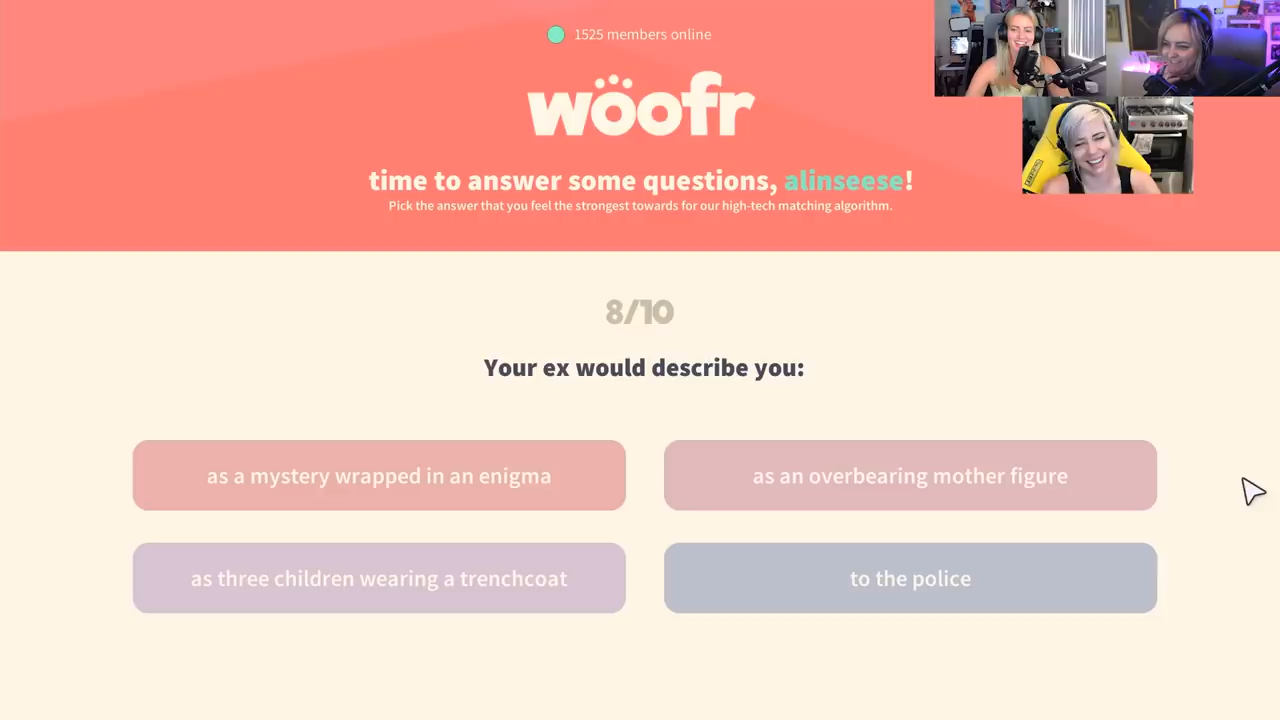 1525 members online
wöofr
time to answer some questions, alinseese!
Pick the answer that you feel the strongest towards for our high-tech matching algorithm.
8/10
Your ex would describe you:
as a mystery wrapped in an enigma
as an overbearing mother figure
as three children wearing a trenchcoat
to the police